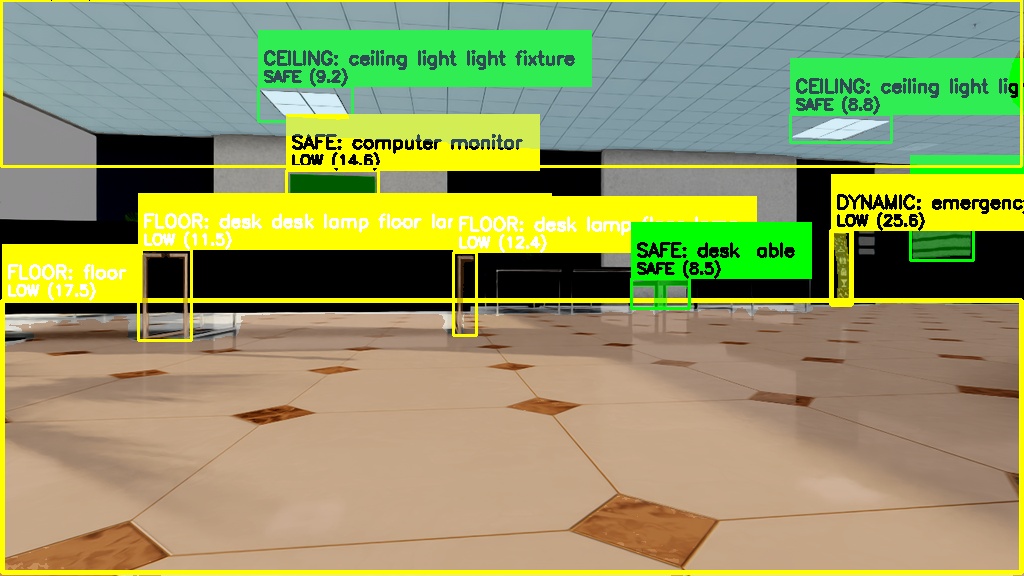 CEILING: ceiling light light fixture
SAFE (9.2)
CEILING: ceiling light lig
SAFE (8.8)
SAFE: computer monitor
LOW (14.6)
DYNAMIC: emergenc
LOW (25.6)
FLOOR: desk desk lamp floor lar
LOW (11.5)
FLOOR: desk lamp
LOW (12.4)
SAFE: desk able
SAFE (8.5)
FLOOR: floor
LOW (17.5)